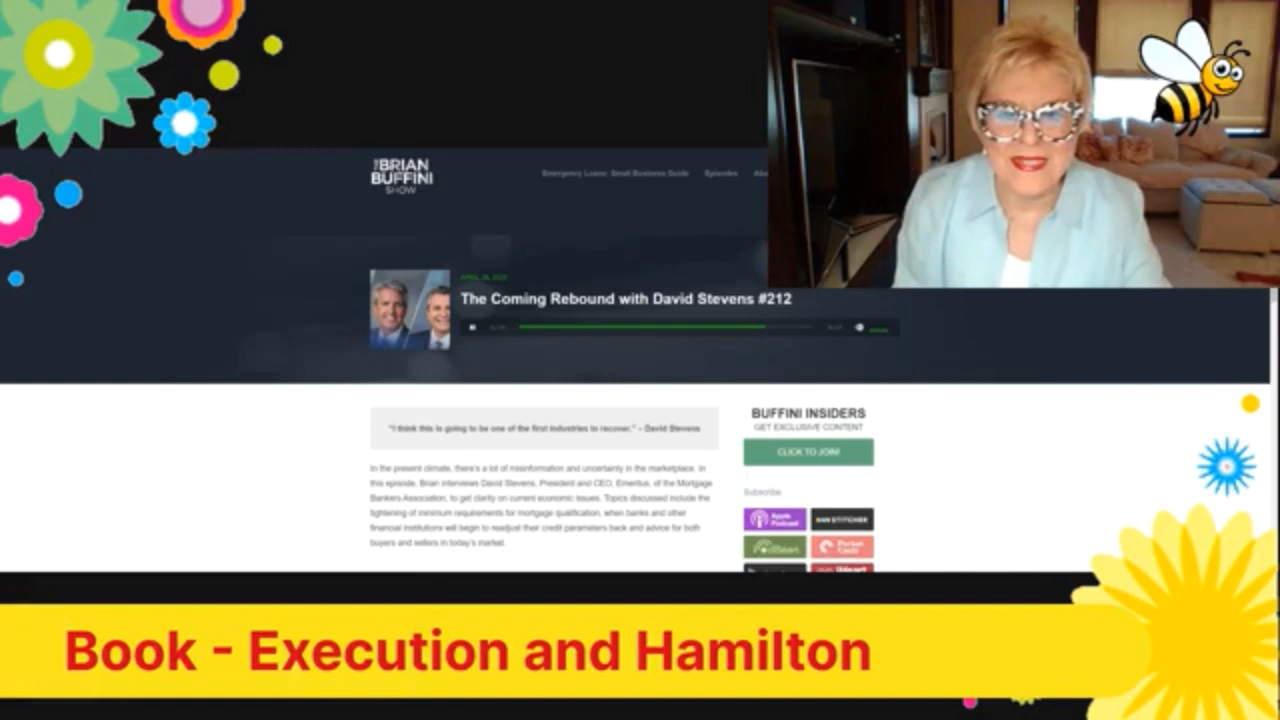 THE
BRIAN
BUFFINI
SHOW
Emergency Loans: Small Business Guide Episodes
The Coming Rebound with David Stevens #212
"I think this is going to be one of the first industries to recover." – David Stevens
In the present climate, there's a lot of misinformation and uncertainty in the marketplace. In
this episode, Brian interviews David Stevens, President and CEO, Emeritus, of the Mortgage
Bankers Association, to get clarity on current economic issues. Topics discussed include the
tightening of minimum requirements for mortgage qualification, when banks and other
financial institutions will begin to readjust their credit parameters back and advice for both
buyers and sellers in today's market.
BUFFINI INSIDERS
GET EXCLUSIVE CONTENT
CLICK TO JOIN!
Subscribe
Apple Podcast
STITCHER
PodBean
Pocket Casts
Book - Execution and Hamilton